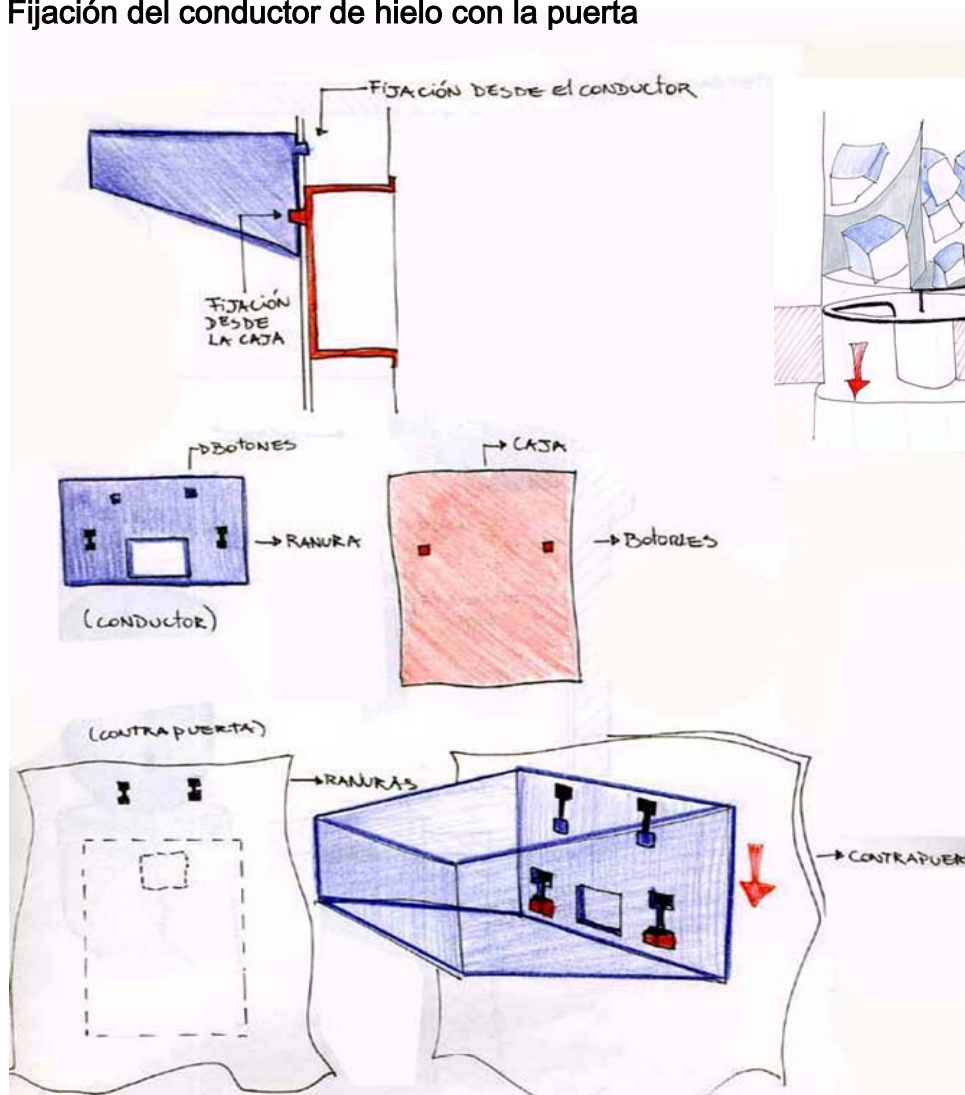 Fijación del conductor de hielo con la puerta
FIJACIÓN DESDE El CONDUCTOR
FIJACIÓN
DESDE
LA CAJA
BOTONES
CAJA
RANURA
BOTONES
(CONDUCTOR)
(CONTRAPUERTA)
RANURAS
CONTRAPUER